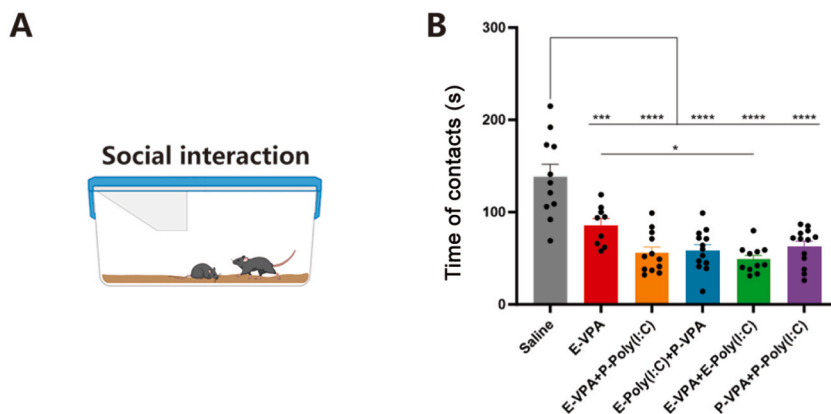 A
Social interaction
B
Time of contacts (s)
300
200
100
0
*** **** **** **** ****
*
Saline
E-VPA
E-VPA+P-Poly(I:C)
E-Poly(I:C)+P-VPA
E-VPA+E-Poly(I:C)
P-VPA+P-Poly(I:C)